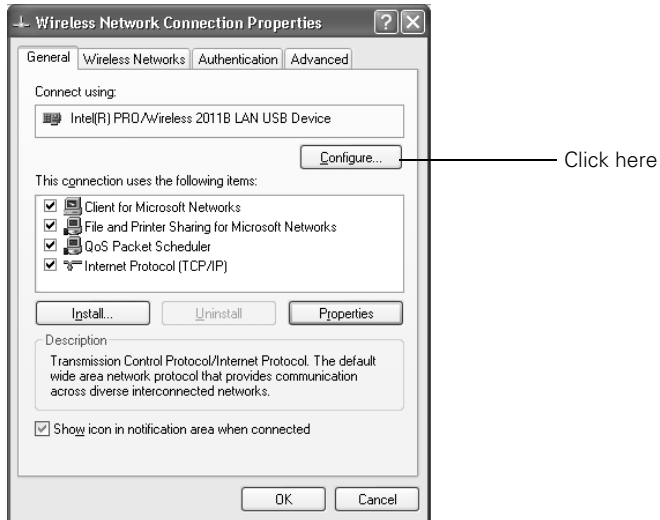 Wireless Network Connection Properties
General Wireless Networks Authentication Advanced
Connect using:
Intel(R) PRO/Wireless 2011B LAN USB Device
Configure...
Click here
This connection uses the following items:
Client for Microsoft Networks
File and Printer Sharing for Microsoft Networks
QoS Packet Scheduler
Internet Protocol (TCP/IP)
Install... Uninstall Properties
Description
Transmission Control Protocol/Internet Protocol. The default
wide area network protocol that provides communication
across diverse interconnected networks.
Show icon in notification area when connected
OK Cancel